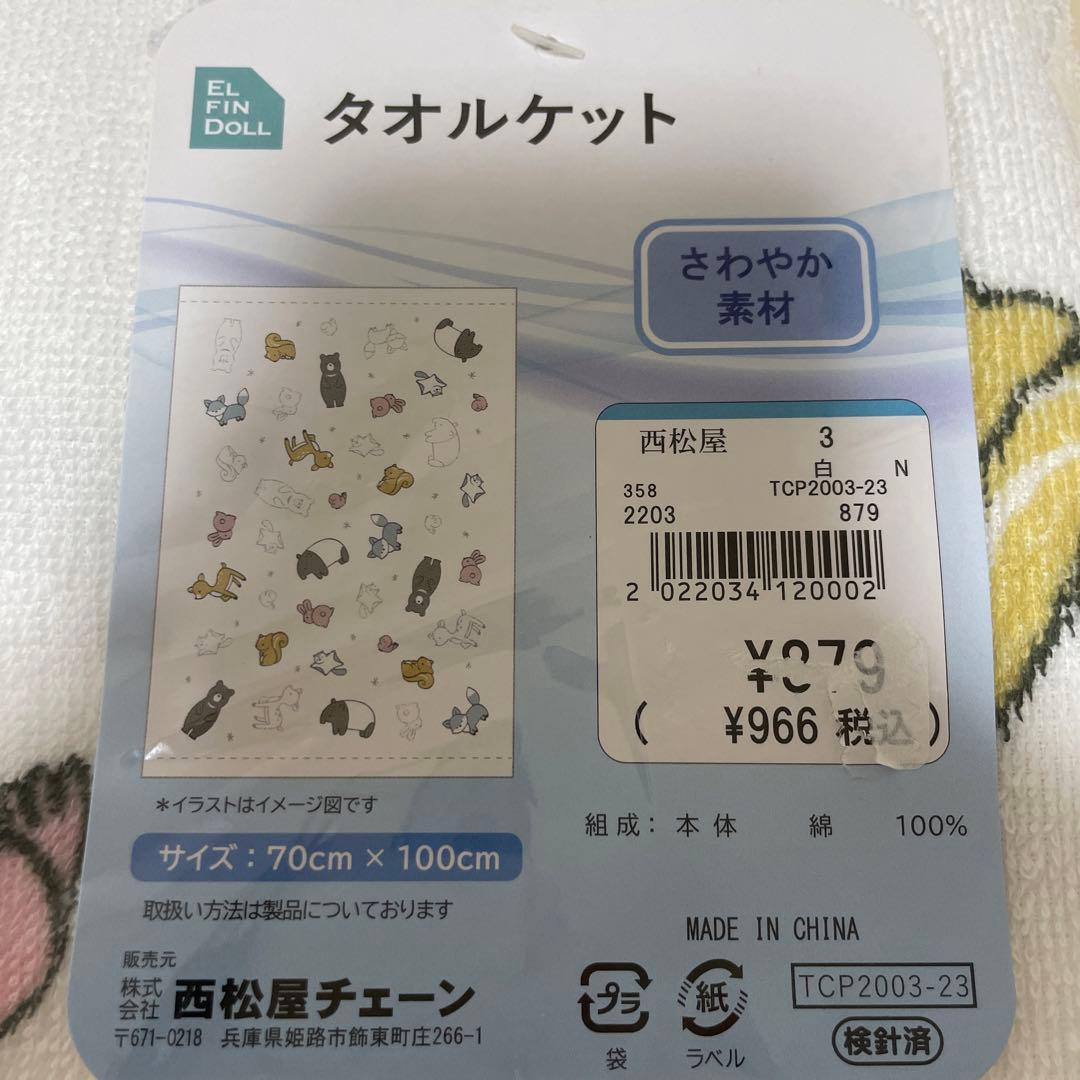 EL
FIN
DOLL
タオルケット
さわやか
素材
西松屋 3
白 N
358 TCP2003-23
2203 879
2 022034 120002
¥879
( ¥966 税込 )
*イラストはイメージ図です
サイズ：70cm × 100cm
取扱い方法は製品についております
組成：本体 綿 100%
MADE IN CHINA
販売元
株式会社 西松屋チェーン
〒671-0218 兵庫県姫路市飾東町庄266-1
プラ
袋
紙
ラベル
TCP2003-23
検針済